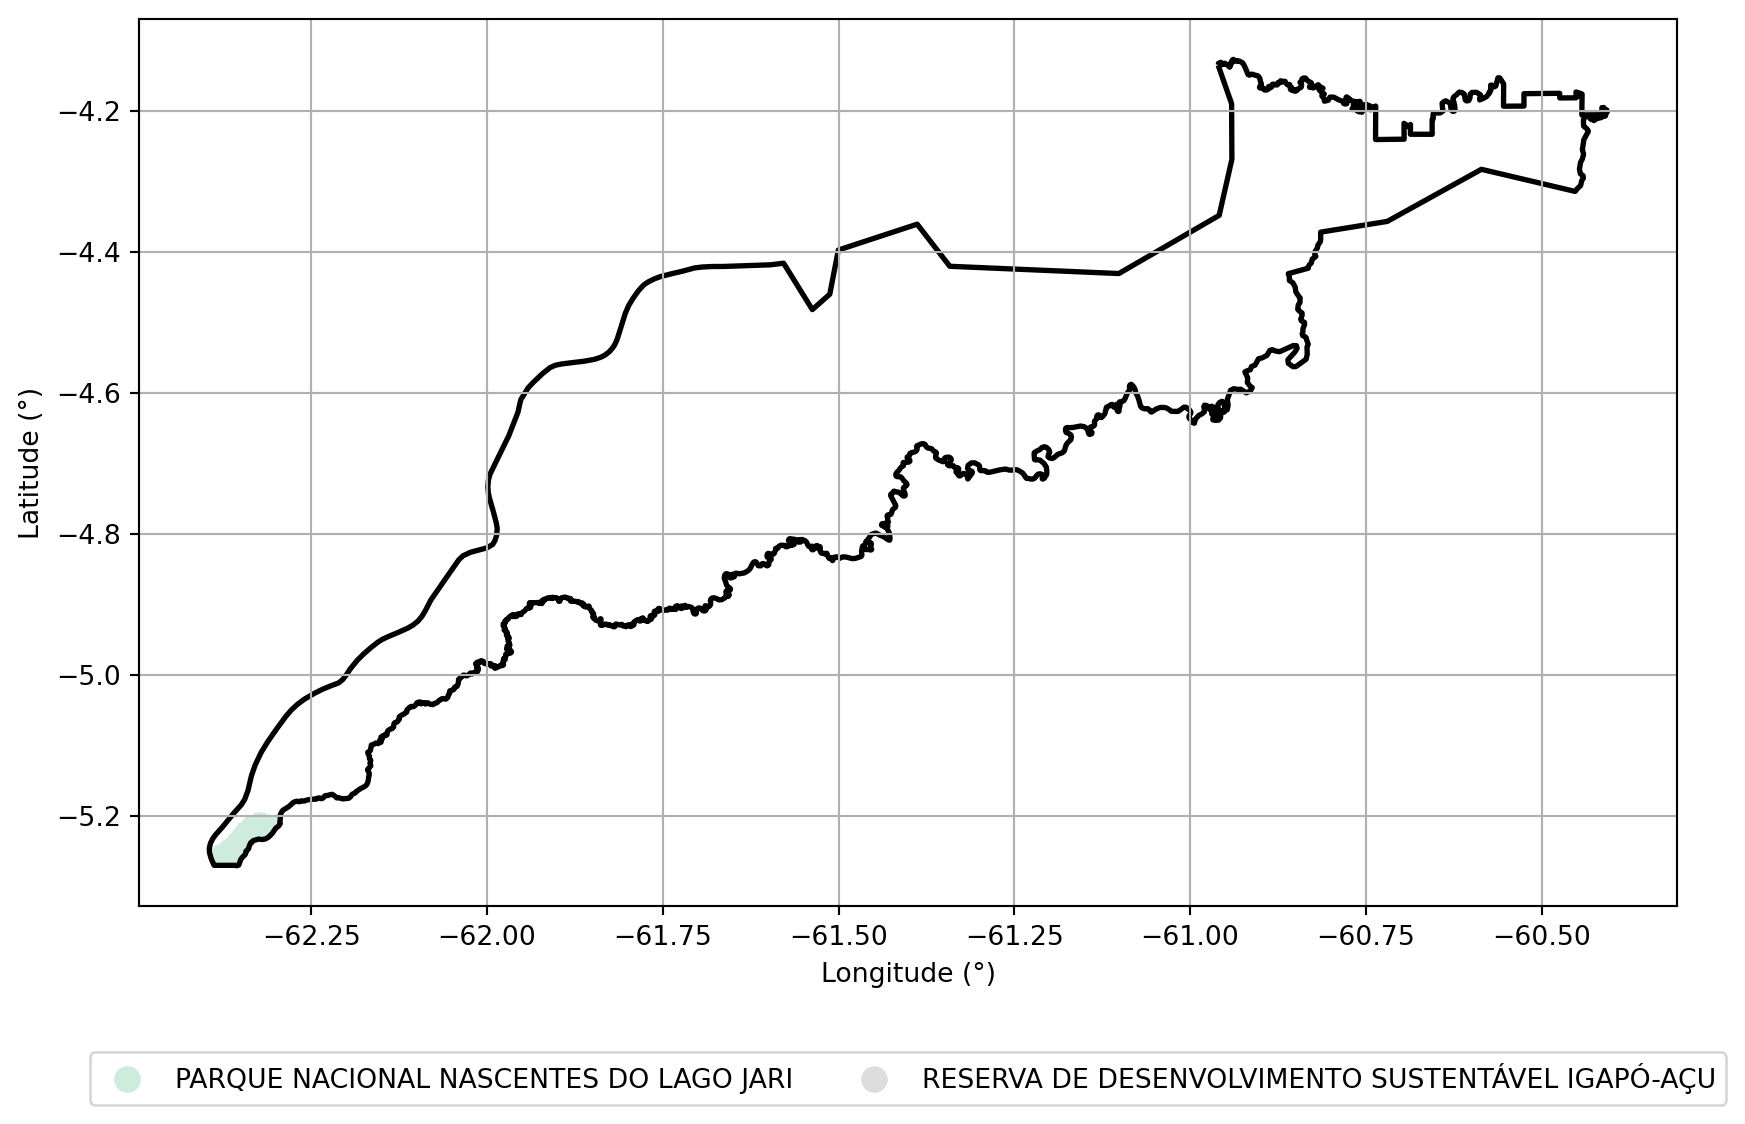 −4.2
−4.4
−4.6
−4.8
−5.0
−5.2
Latitude (°)
−62.25 −62.00 −61.75 −61.50 −61.25 −61.00 −60.75 −60.50
Longitude (°)
PARQUE NACIONAL NASCENTES DO LAGO JARI RESERVA DE DESENVOLVIMENTO SUSTENTÁVEL IGAPÓ-AÇU